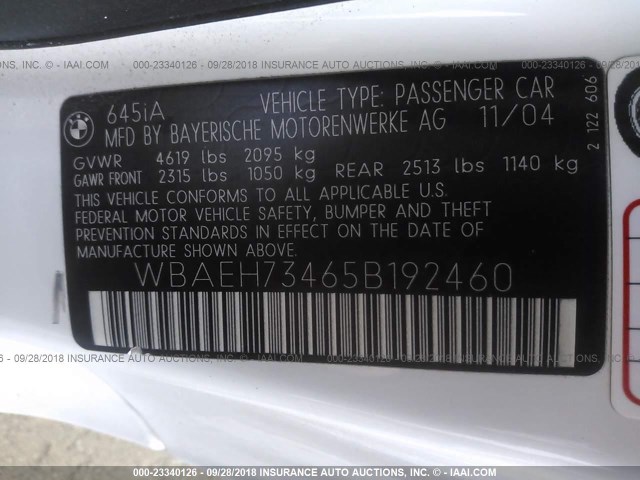 - 09/28/2018 INSURANCE AUTO AUCTIONS, INC. - © IAAI.COM
000-23340126 - 09/28/2018 INSURANCE AUTO AUCTIONS, INC. - © IAAI.COM
000-23340126
645iA VEHICLE TYPE: PASSENGER CAR
MFD BY BAYERISCHE MOTORENWERKE AG 11/04
GVWR 4619 lbs 2095 kg
GAWR FRONT 2315 lbs 1050 kg REAR 2513 lbs 1140 kg
THIS VEHICLE CONFORMS TO ALL APPLICABLE U.S.
FEDERAL MOTOR VEHICLE SAFETY, BUMPER AND THEFT
PREVENTION STANDARDS IN EFFECT ON THE DATE OF
MANUFACTURE SHOWN ABOVE.
WBAEH73465B192460
2 122 606
000-23340126 - 09/28/2018 INSURANCE AUTO AUCTIONS, INC. - © IAAI.COM